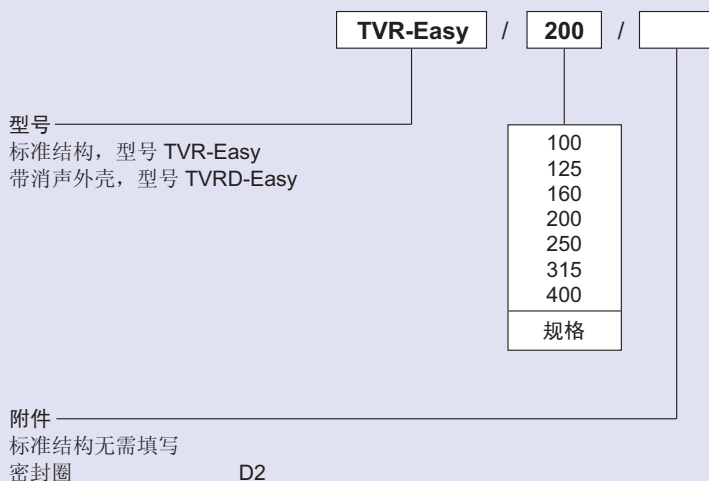 TVR-Easy / 200 /
型号
标准结构，型号 TVR-Easy
带消声外壳，型号 TVRD-Easy
100
125
160
200
250
315
400
规格
附件
标准结构无需填写
密封圈 D2